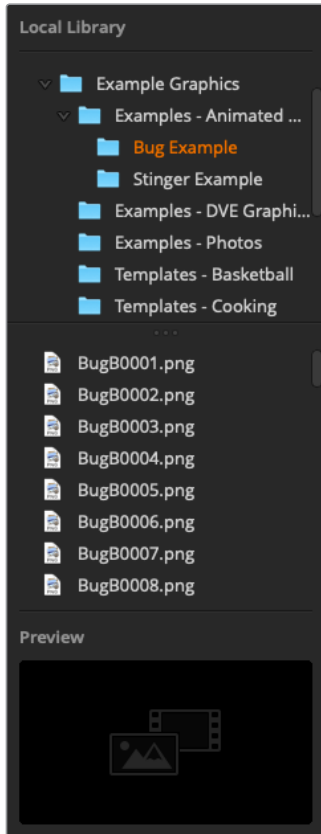 Local Library
Example Graphics
Examples - Animated ...
Bug Example
Stinger Example
Examples - DVE Graphi...
Examples - Photos
Templates - Basketball
Templates - Cooking
BugB0001.png
BugB0002.png
BugB0003.png
BugB0004.png
BugB0005.png
BugB0006.png
BugB0007.png
BugB0008.png
Preview